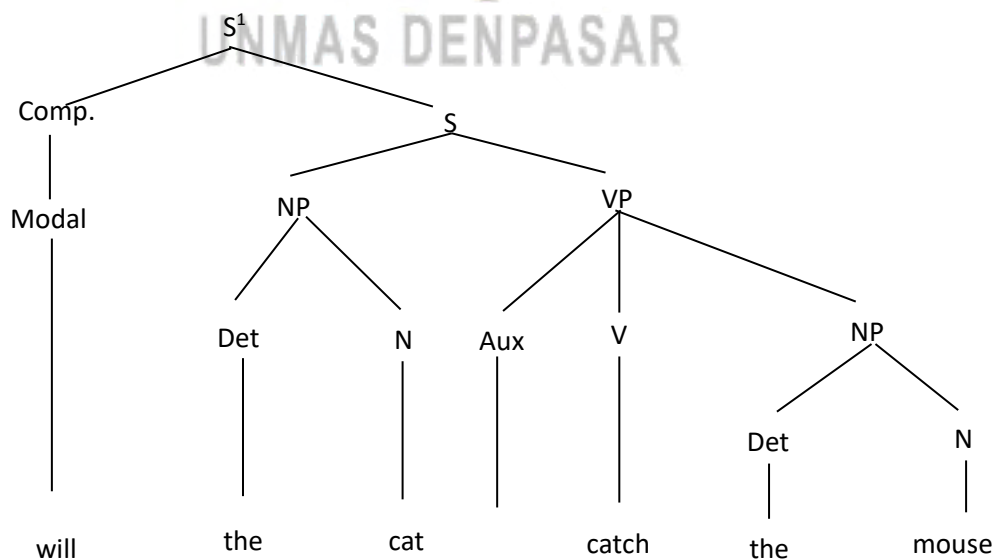 UNMAS DENPASAR
S¹
Comp.
S
Modal
NP
VP
Det
N
Aux
V
NP
Det
N
will
the
cat
catch
the
mouse